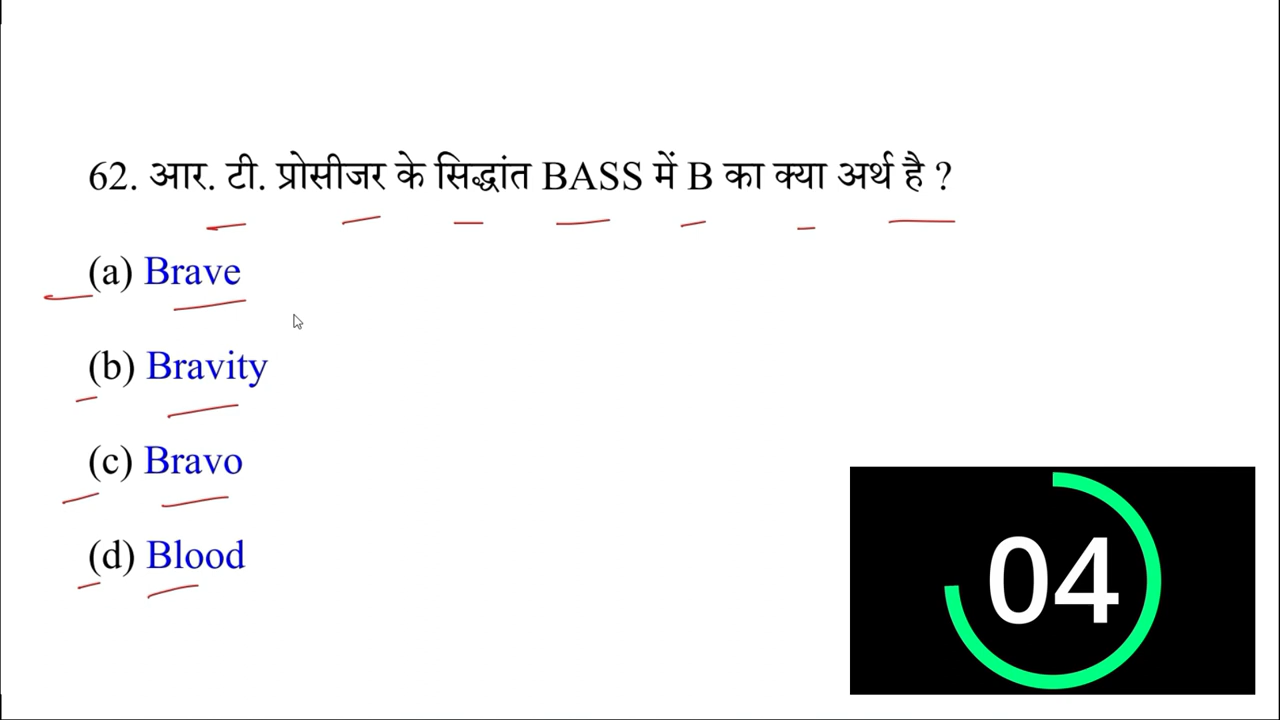 62. आर. टी. प्रोसीजर के सिद्धांत BASS में B का क्या अर्थ है ?
(a) Brave
(b) Bravity
(c) Bravo
(d) Blood
04